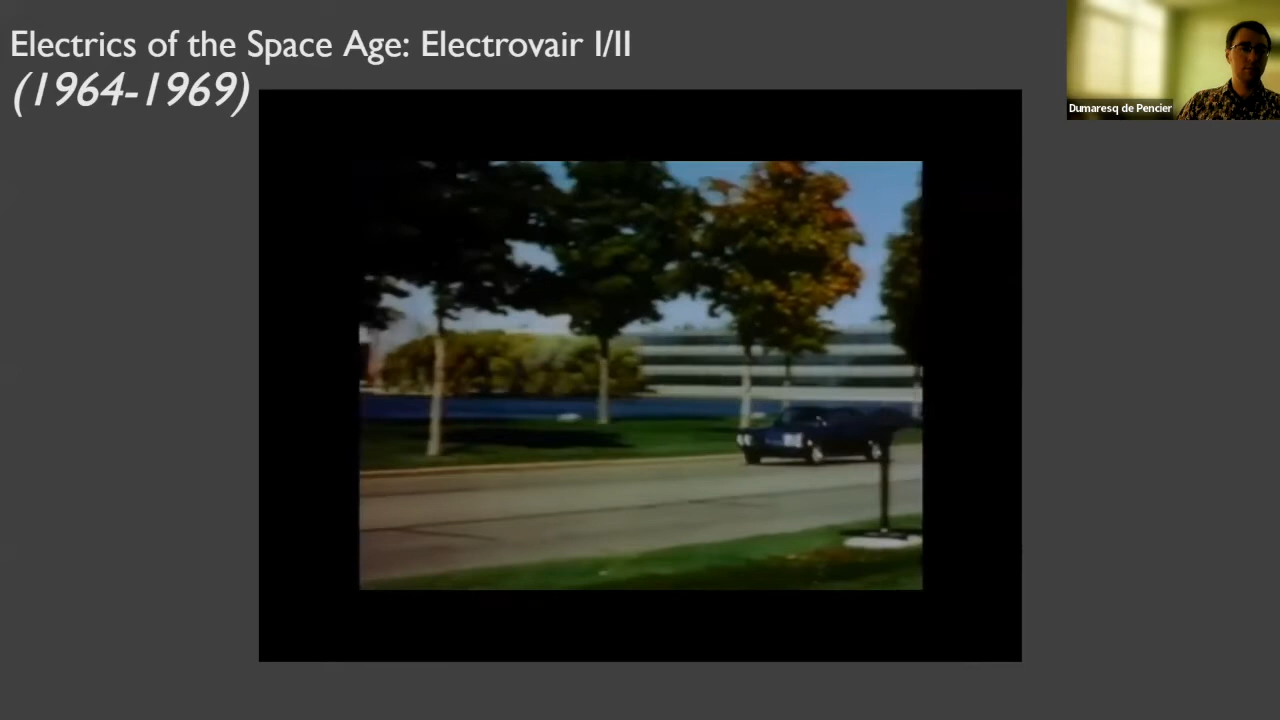 Electrics of the Space Age: Electrovair I/II
(1964-1969)
Dumaresq de Pencier